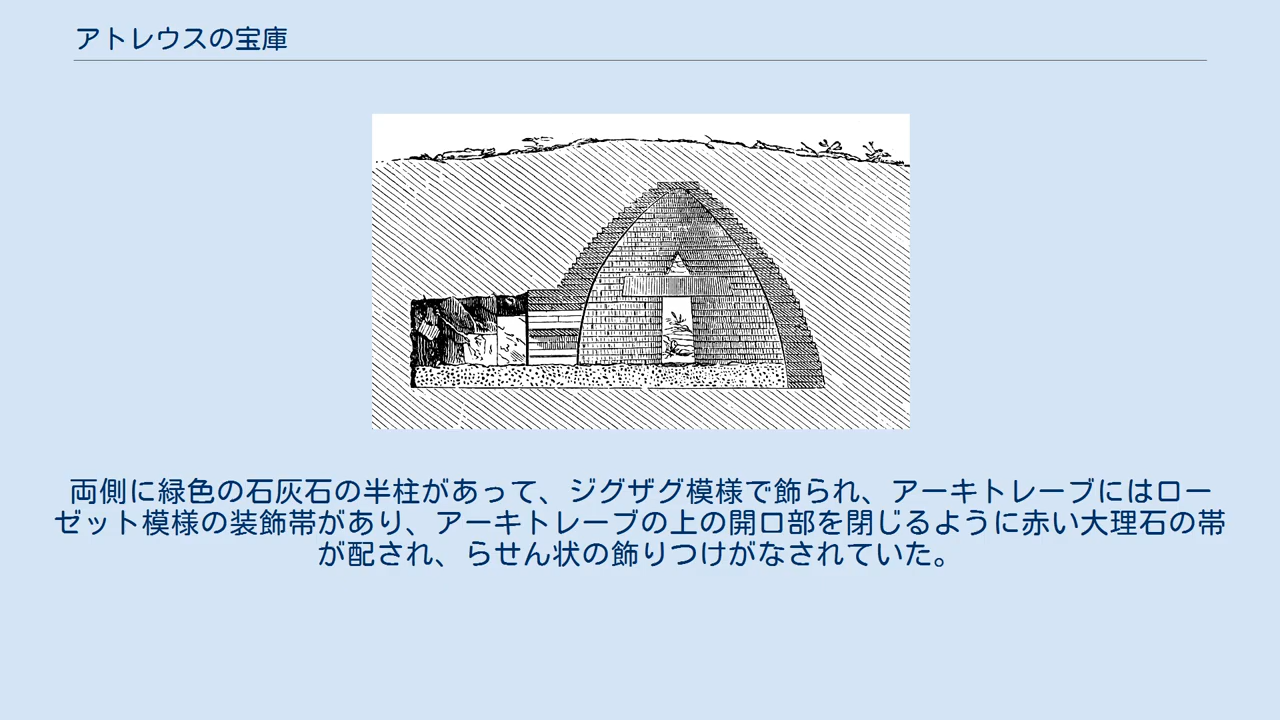 アトレウスの宝庫
両側に緑色の石灰石の半柱があって、ジグザグ模様で飾られ、アーキトレーブにはロー
ゼット模様の装飾帯があり、アーキトレーブの上の開口部を閉じるように赤い大理石の帯
が配され、らせん状の飾りつけがなされていた。